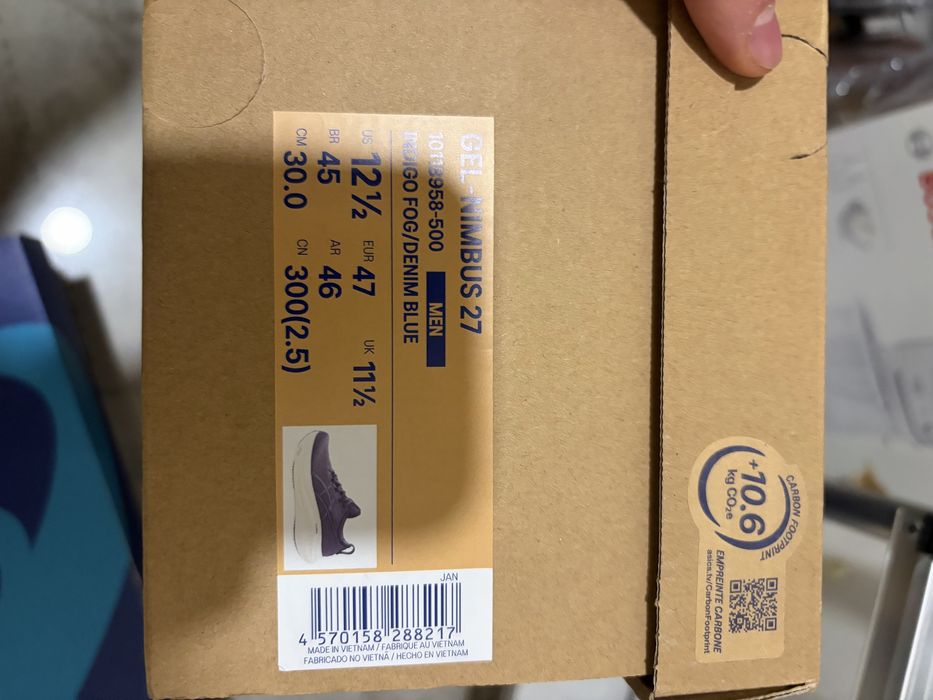 GEL-NIMBUS 27
1011B958-500 MEN
INDIGO FOG/DENIM BLUE
US 12½ EUR 47 UK 11½
BR 45 AR 46
CM 30.0 CN 300(2.5)
JAN
4 570158 288217
MADE IN VIETNAM / FABRIQUE AU VIETNAM
FABRICADO NO VIETNÃ / HECHO EN VIETNAM
CARBON FOOTPRINT
+10.6
kg CO₂e
EMPREINTE CARBONE
asics.tv/CarbonFootprint